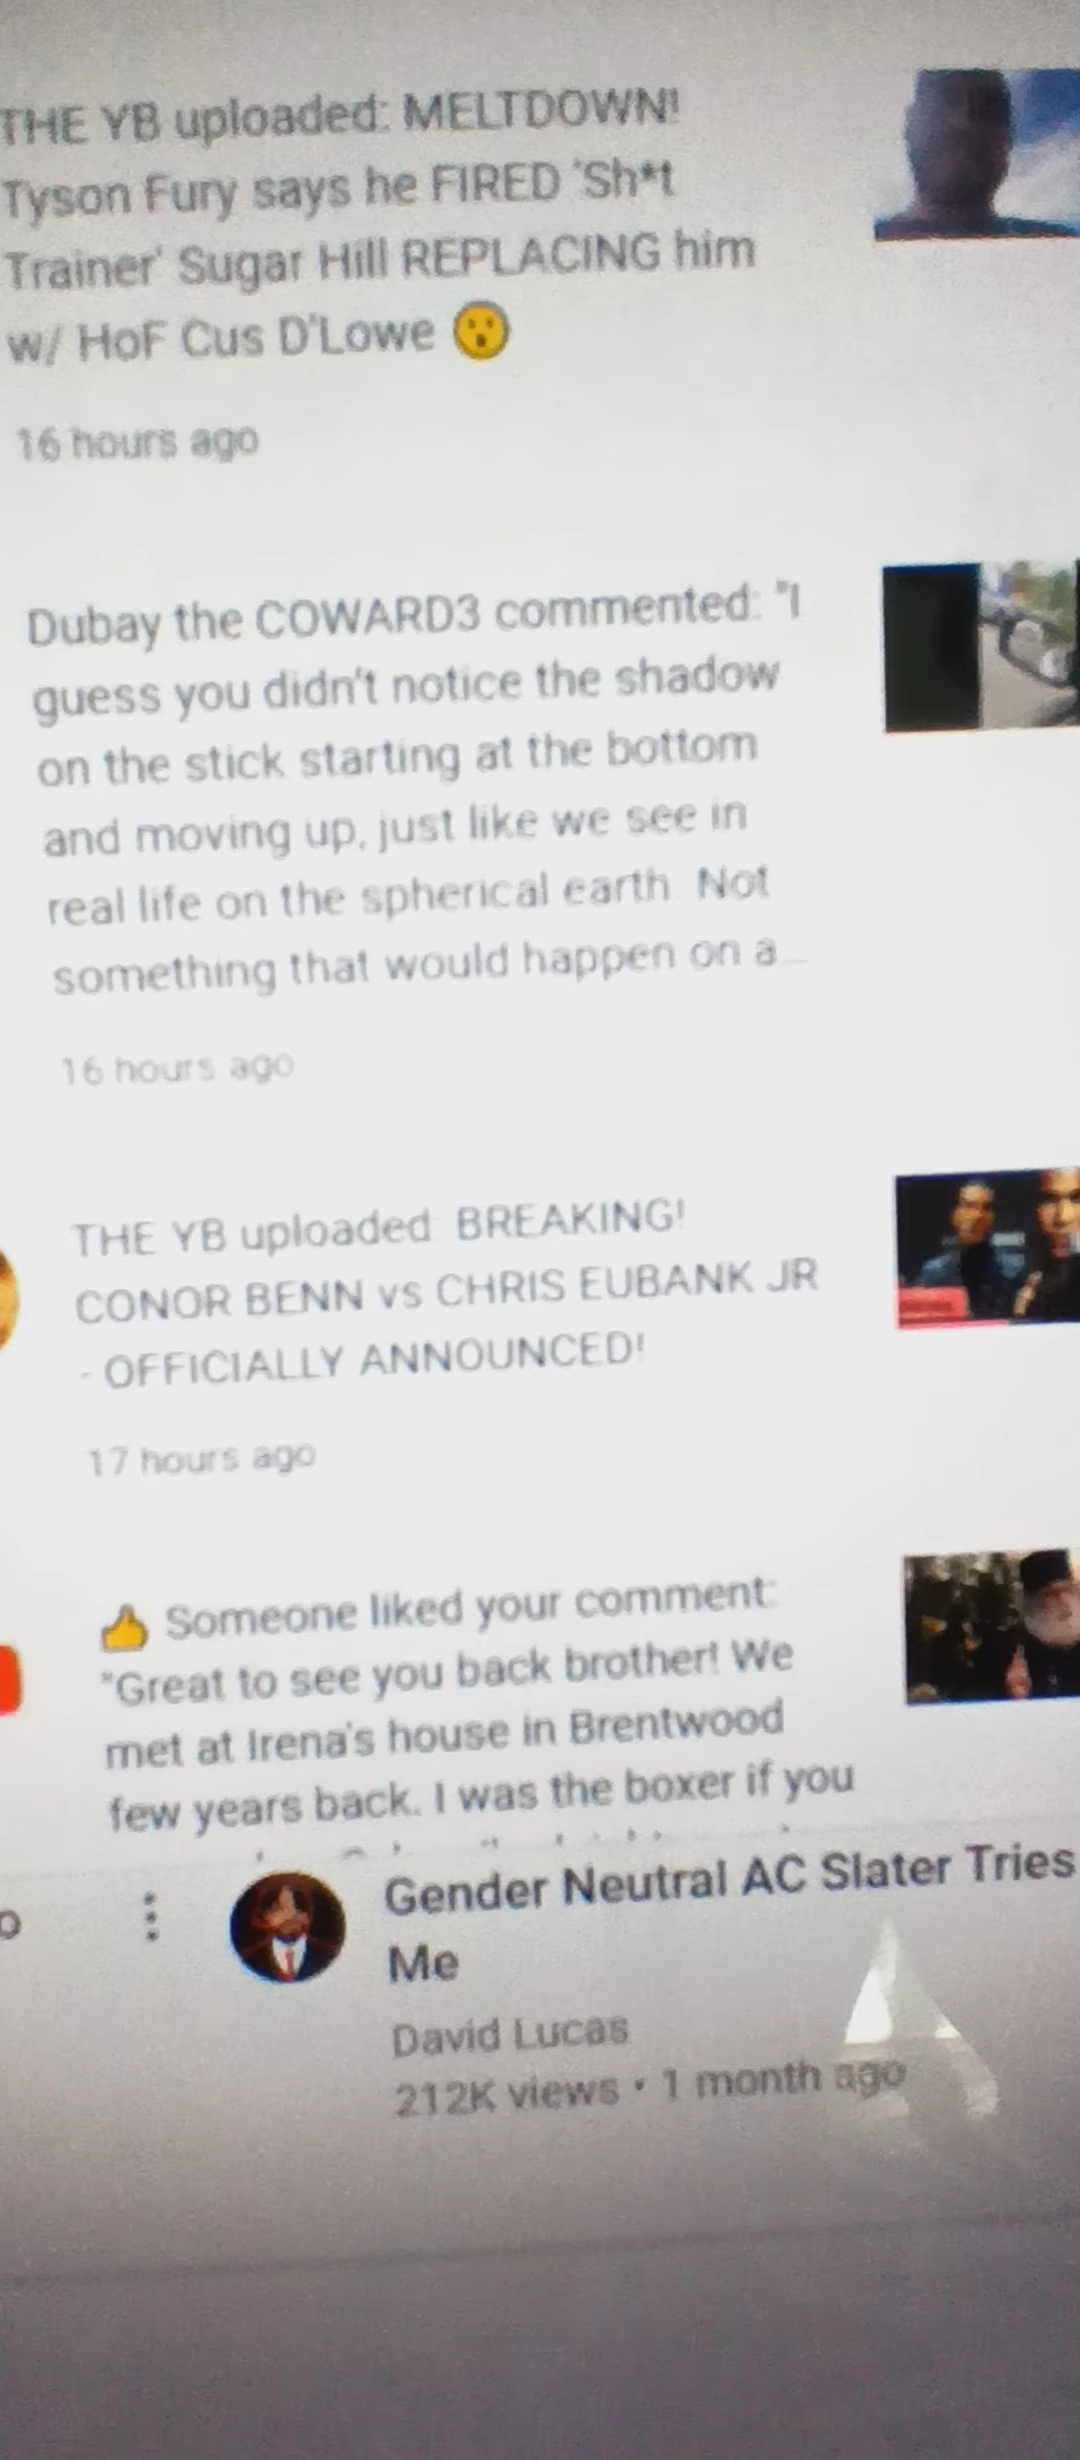 THE YB uploaded: MELTDOWN!
Tyson Fury says he FIRED 'Sh*t
Trainer' Sugar Hill REPLACING him
w/ HoF Cus D'Lowe 😮
16 hours ago
Dubay the COWARD3 commented: "I
guess you didn't notice the shadow
on the stick starting at the bottom
and moving up, just like we see in
real life on the spherical earth. Not
something that would happen on a...
16 hours ago
THE YB uploaded: BREAKING!
CONOR BENN vs CHRIS EUBANK JR
- OFFICIALLY ANNOUNCED!
17 hours ago
👍 Someone liked your comment:
"Great to see you back brother! We
met at Irena's house in Brentwood
few years back. I was the boxer if you
Gender Neutral AC Slater Tries
Me
David Lucas
212K views • 1 month ago